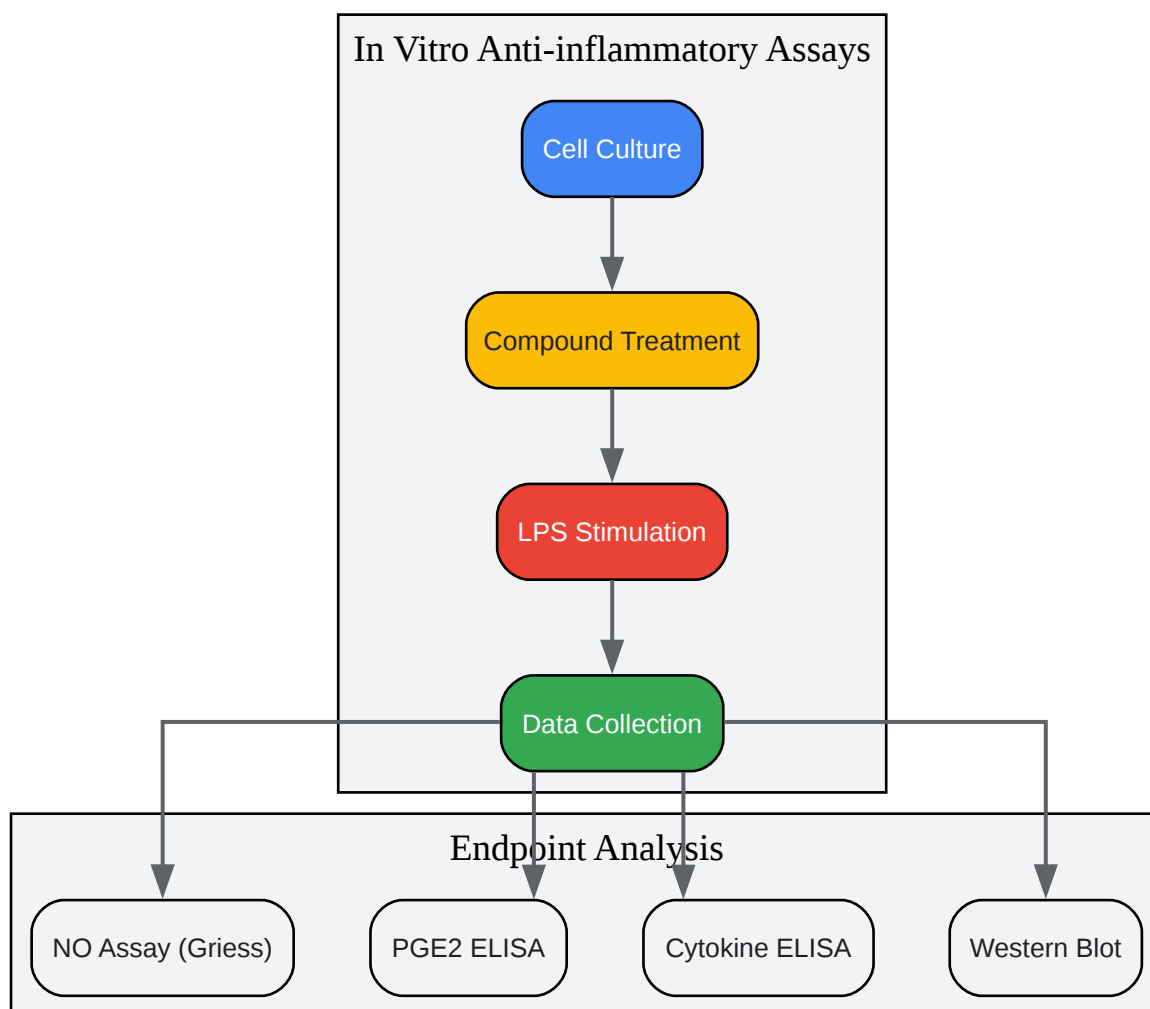 In Vitro Anti-inflammatory Assays
Cell Culture
Compound Treatment
LPS Stimulation
Data Collection
Endpoint Analysis
NO Assay (Griess)
PGE2 ELISA
Cytokine ELISA
Western Blot